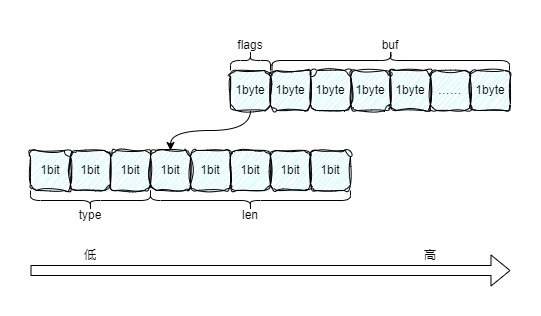 flags buf
1byte 1byte 1byte 1byte 1byte ...... 1byte
1bit 1bit 1bit 1bit 1bit 1bit 1bit 1bit
type len
低 高